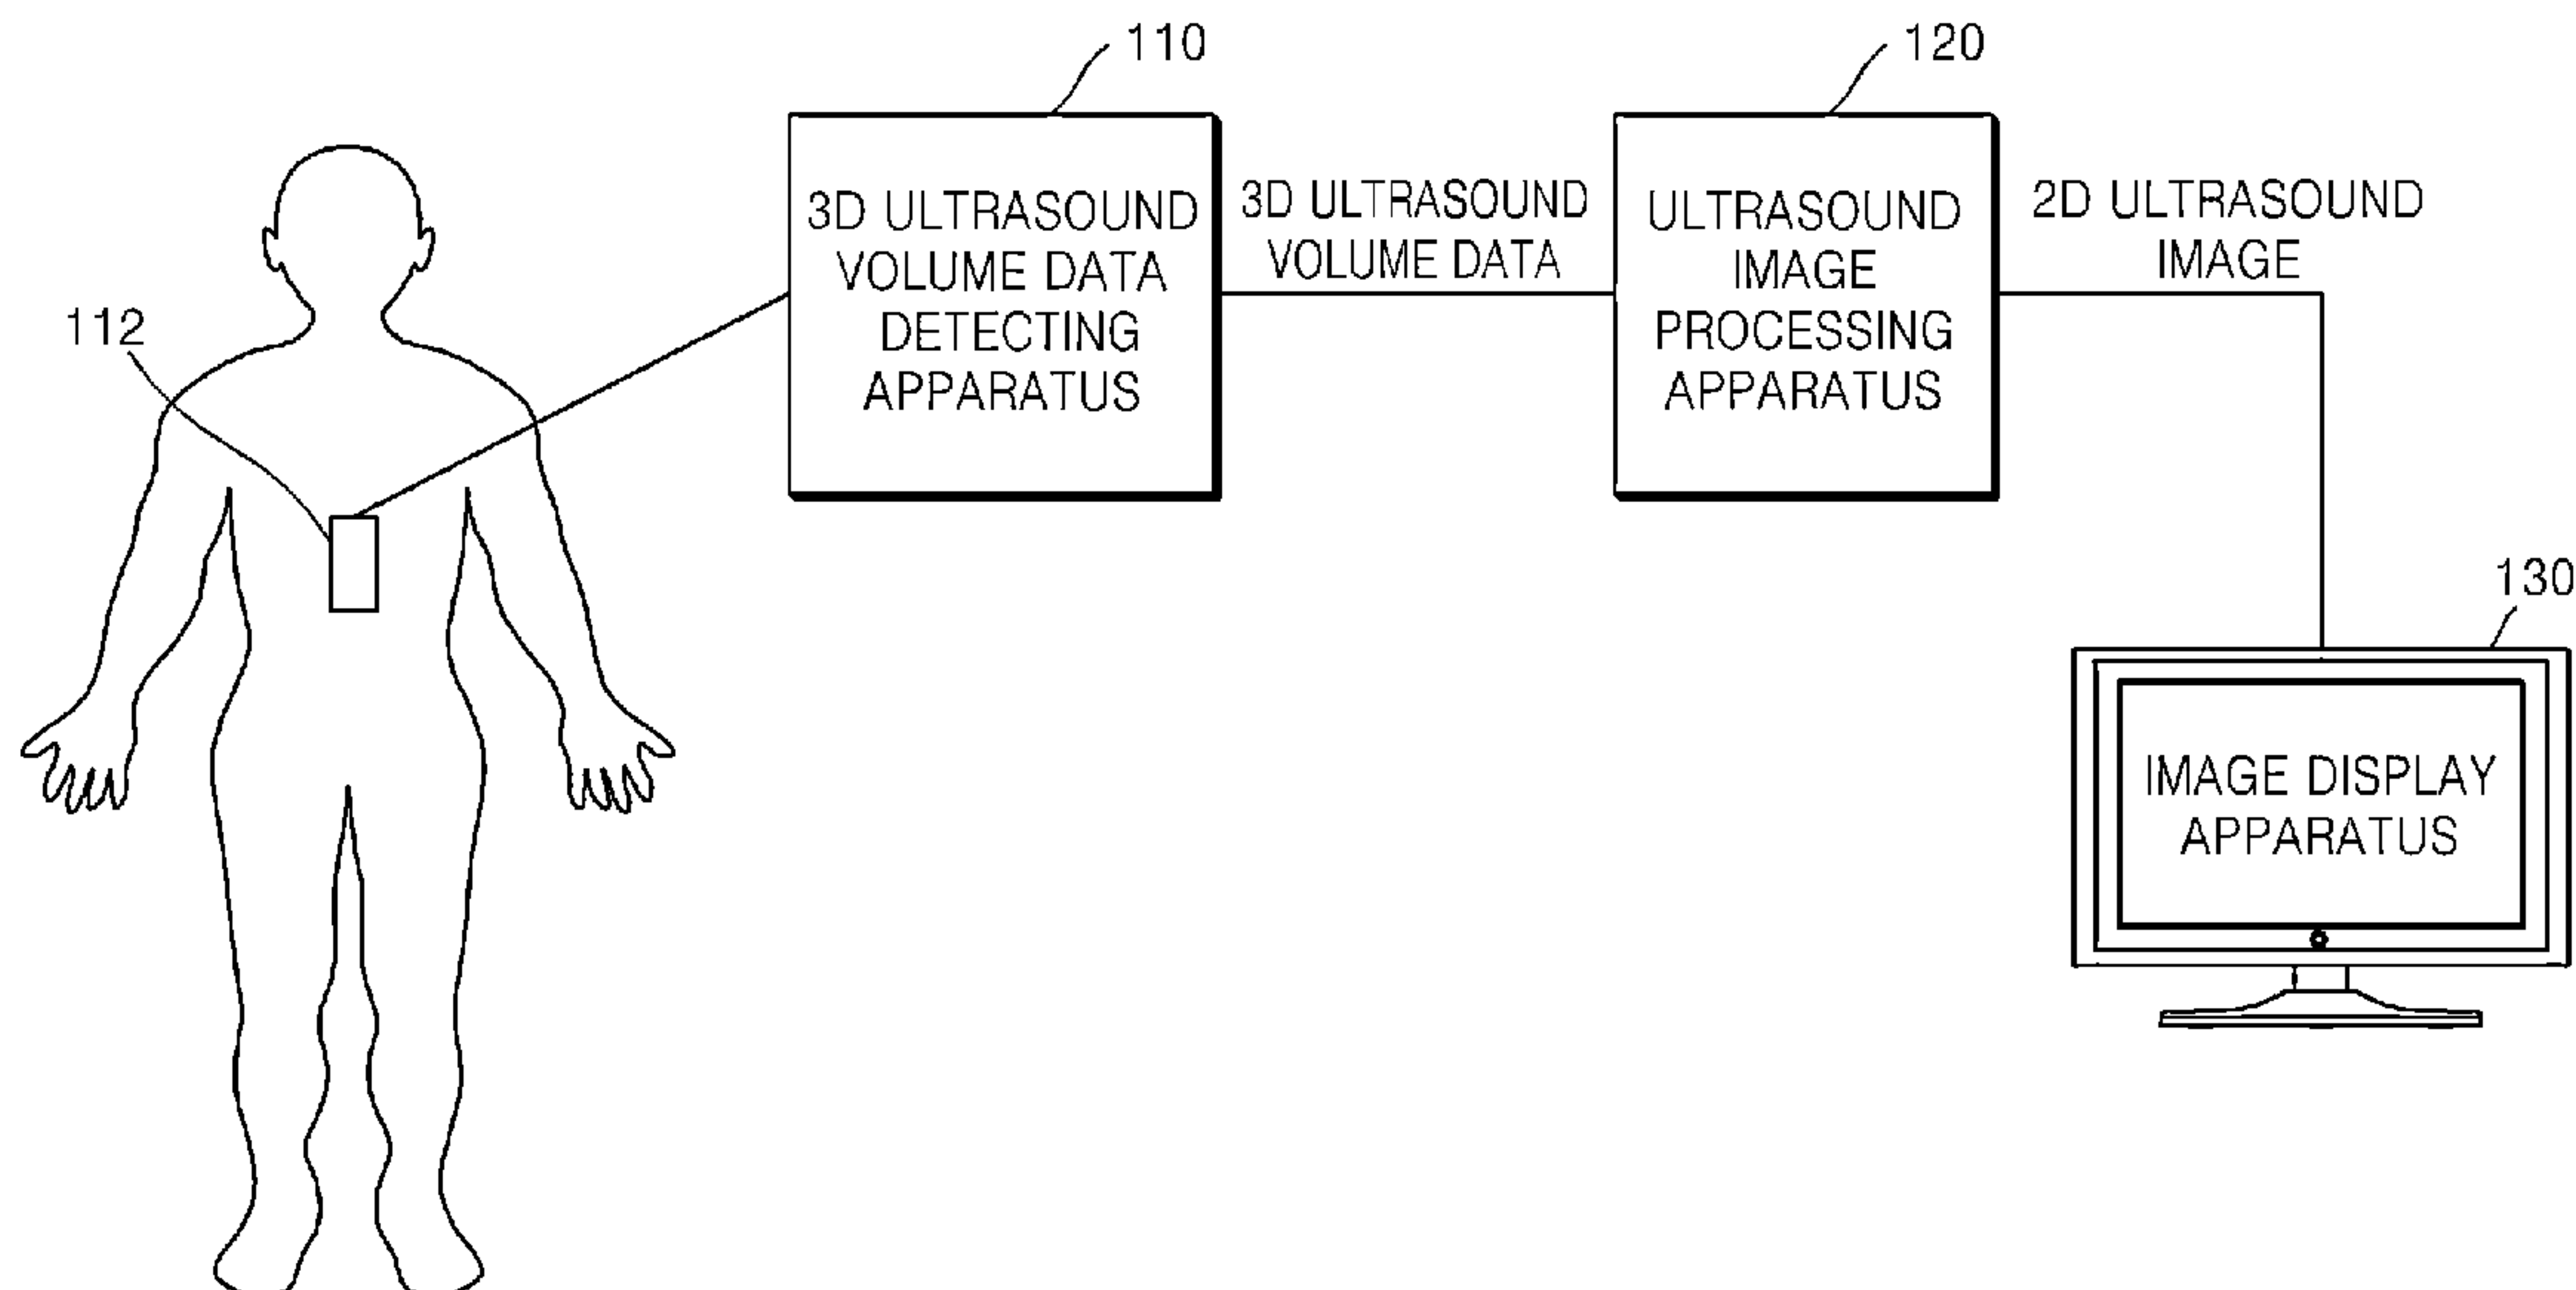 110
120
112
3D ULTRASOUND
VOLUME DATA
DETECTING
APPARATUS
3D ULTRASOUND
VOLUME DATA
ULTRASOUND
IMAGE
PROCESSING
APPARATUS
2D ULTRASOUND
IMAGE
130
IMAGE DISPLAY
APPARATUS